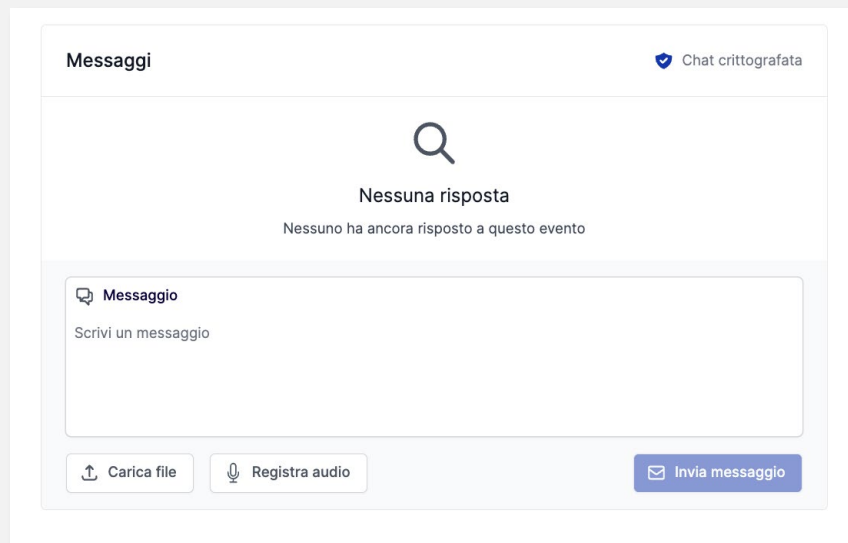 Messaggi
Chat crittografata
Nessuna risposta
Nessuno ha ancora risposto a questo evento
Messaggio
Scrivi un messaggio
Carica file
Registra audio
Invia messaggio